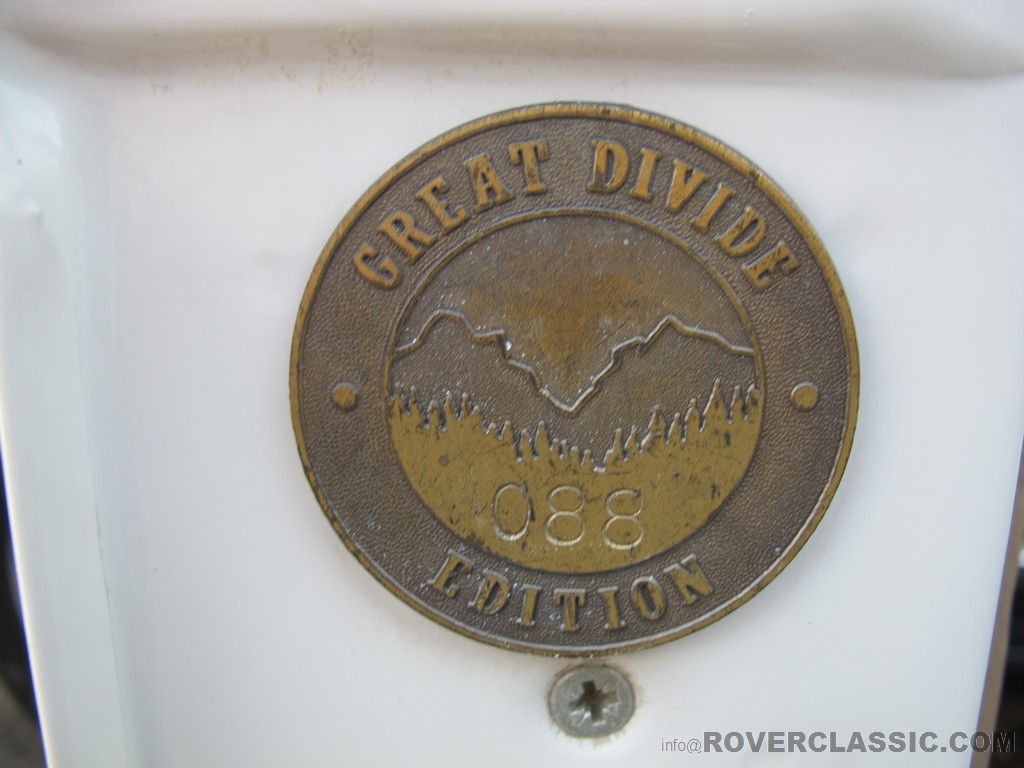 GREAT DIVIDE
088
EDITION
info@ROVERCLASSIC.COM